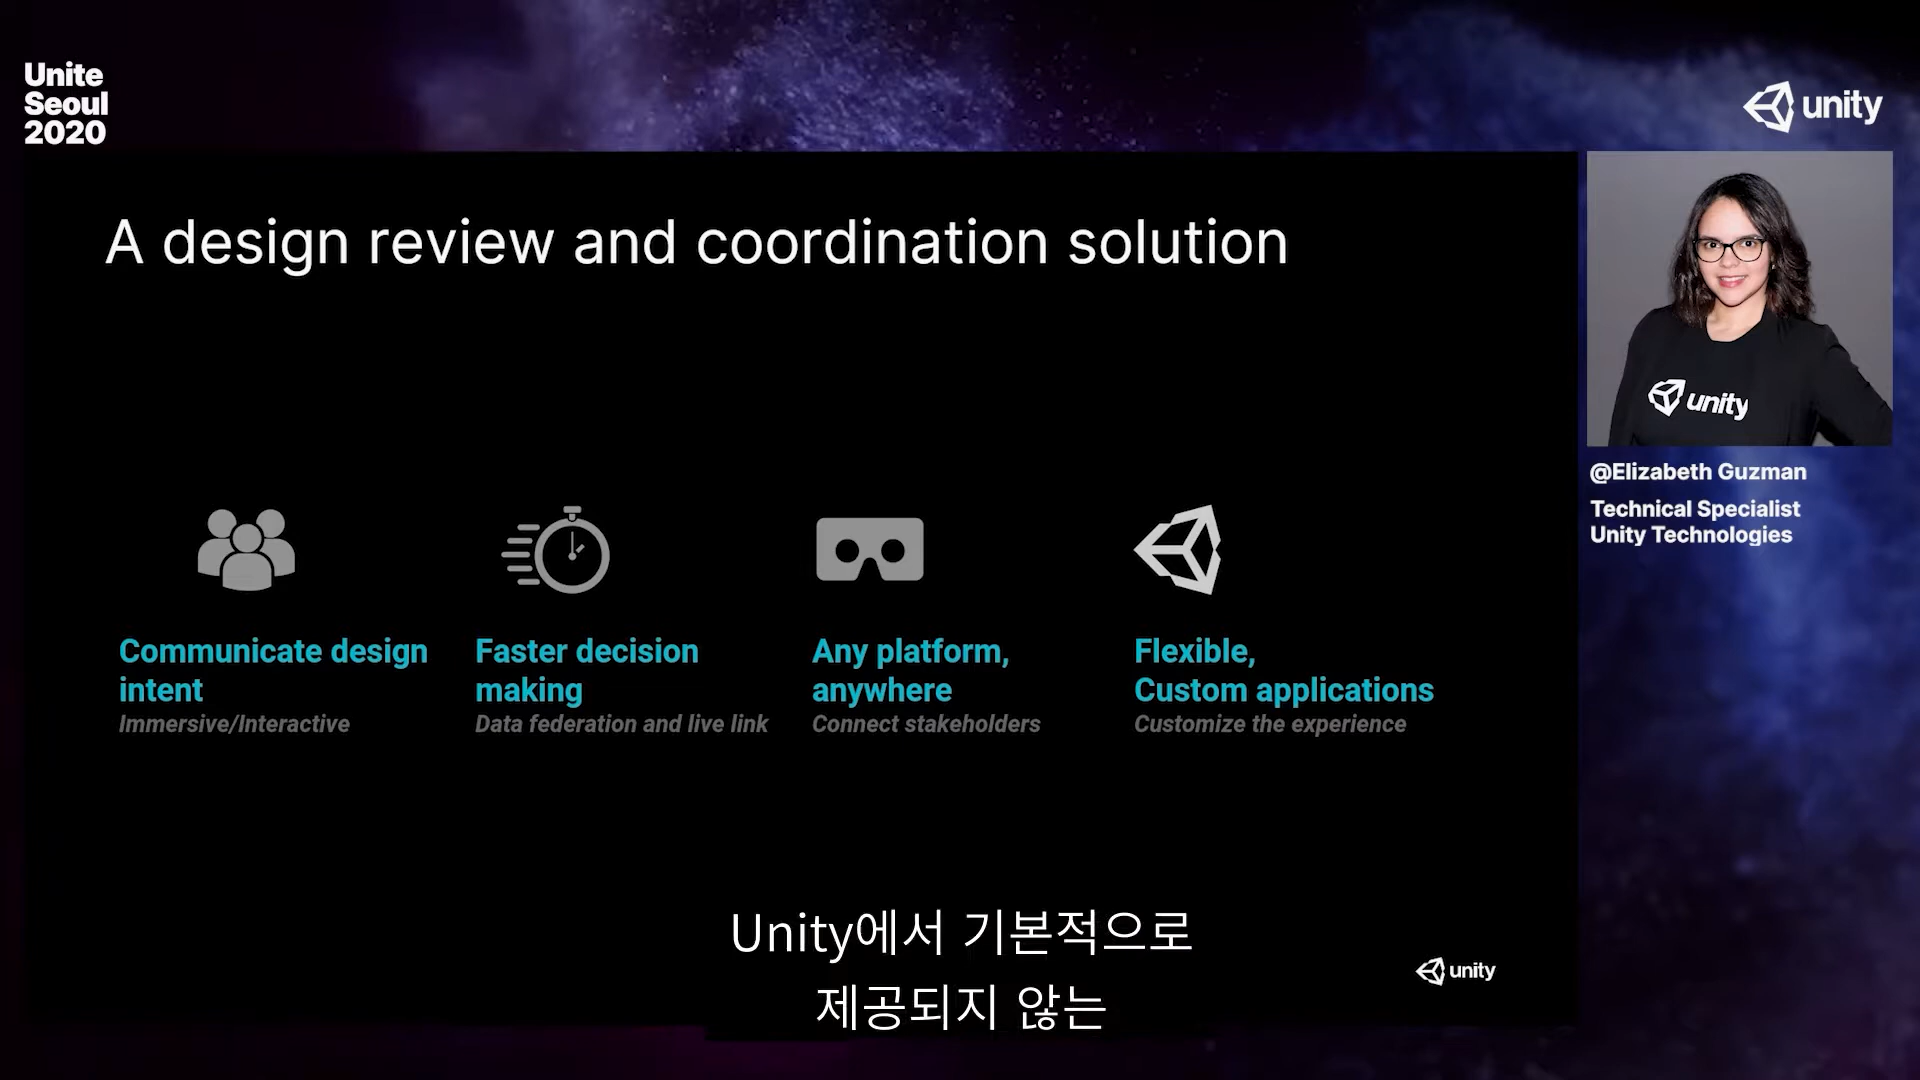 Unite
Seoul
2020
unity
A design review and coordination solution
unity
@Elizabeth Guzman
Technical Specialist
Unity Technologies
Communicate design
intent
Immersive/Interactive
Faster decision
making
Data federation and live link
Any platform,
anywhere
Connect stakeholders
Flexible,
Custom applications
Customize the experience
Unity에서 기본적으로
제공되지 않는
unity